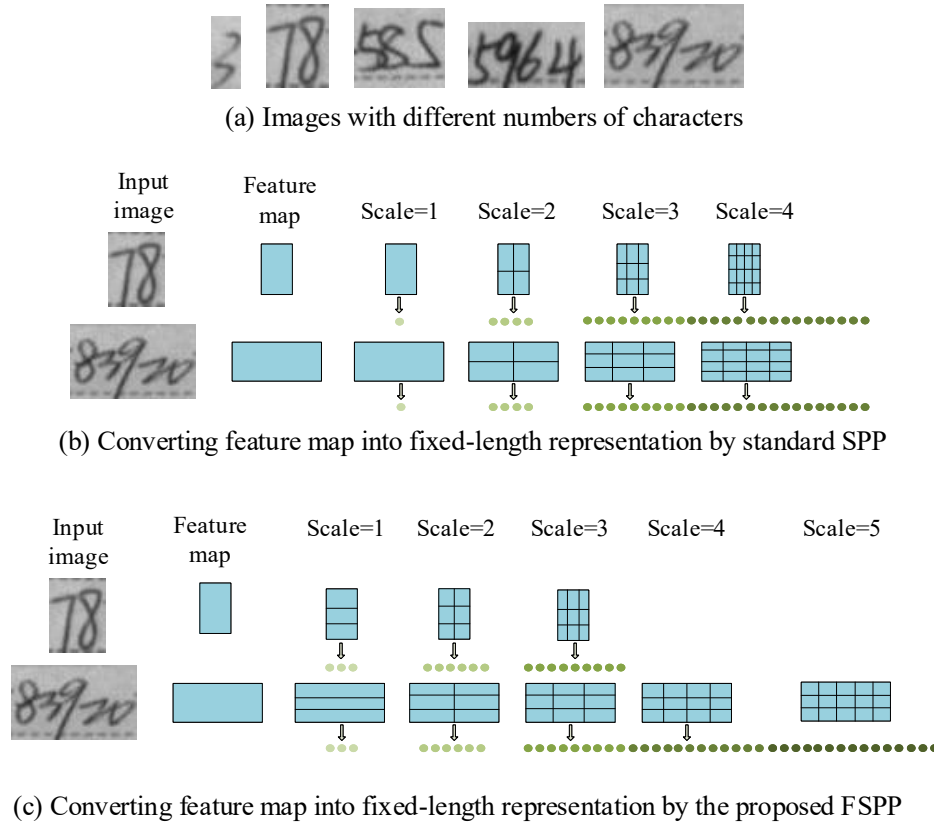 3 78 585 5964 83920
(a) Images with different numbers of characters
Input image
Feature map
Scale=1 Scale=2 Scale=3 Scale=4
78
83920
(b) Converting feature map into fixed-length representation by standard SPP
Input image
Feature map
Scale=1 Scale=2 Scale=3 Scale=4 Scale=5
78
83920
(c) Converting feature map into fixed-length representation by the proposed FSPP